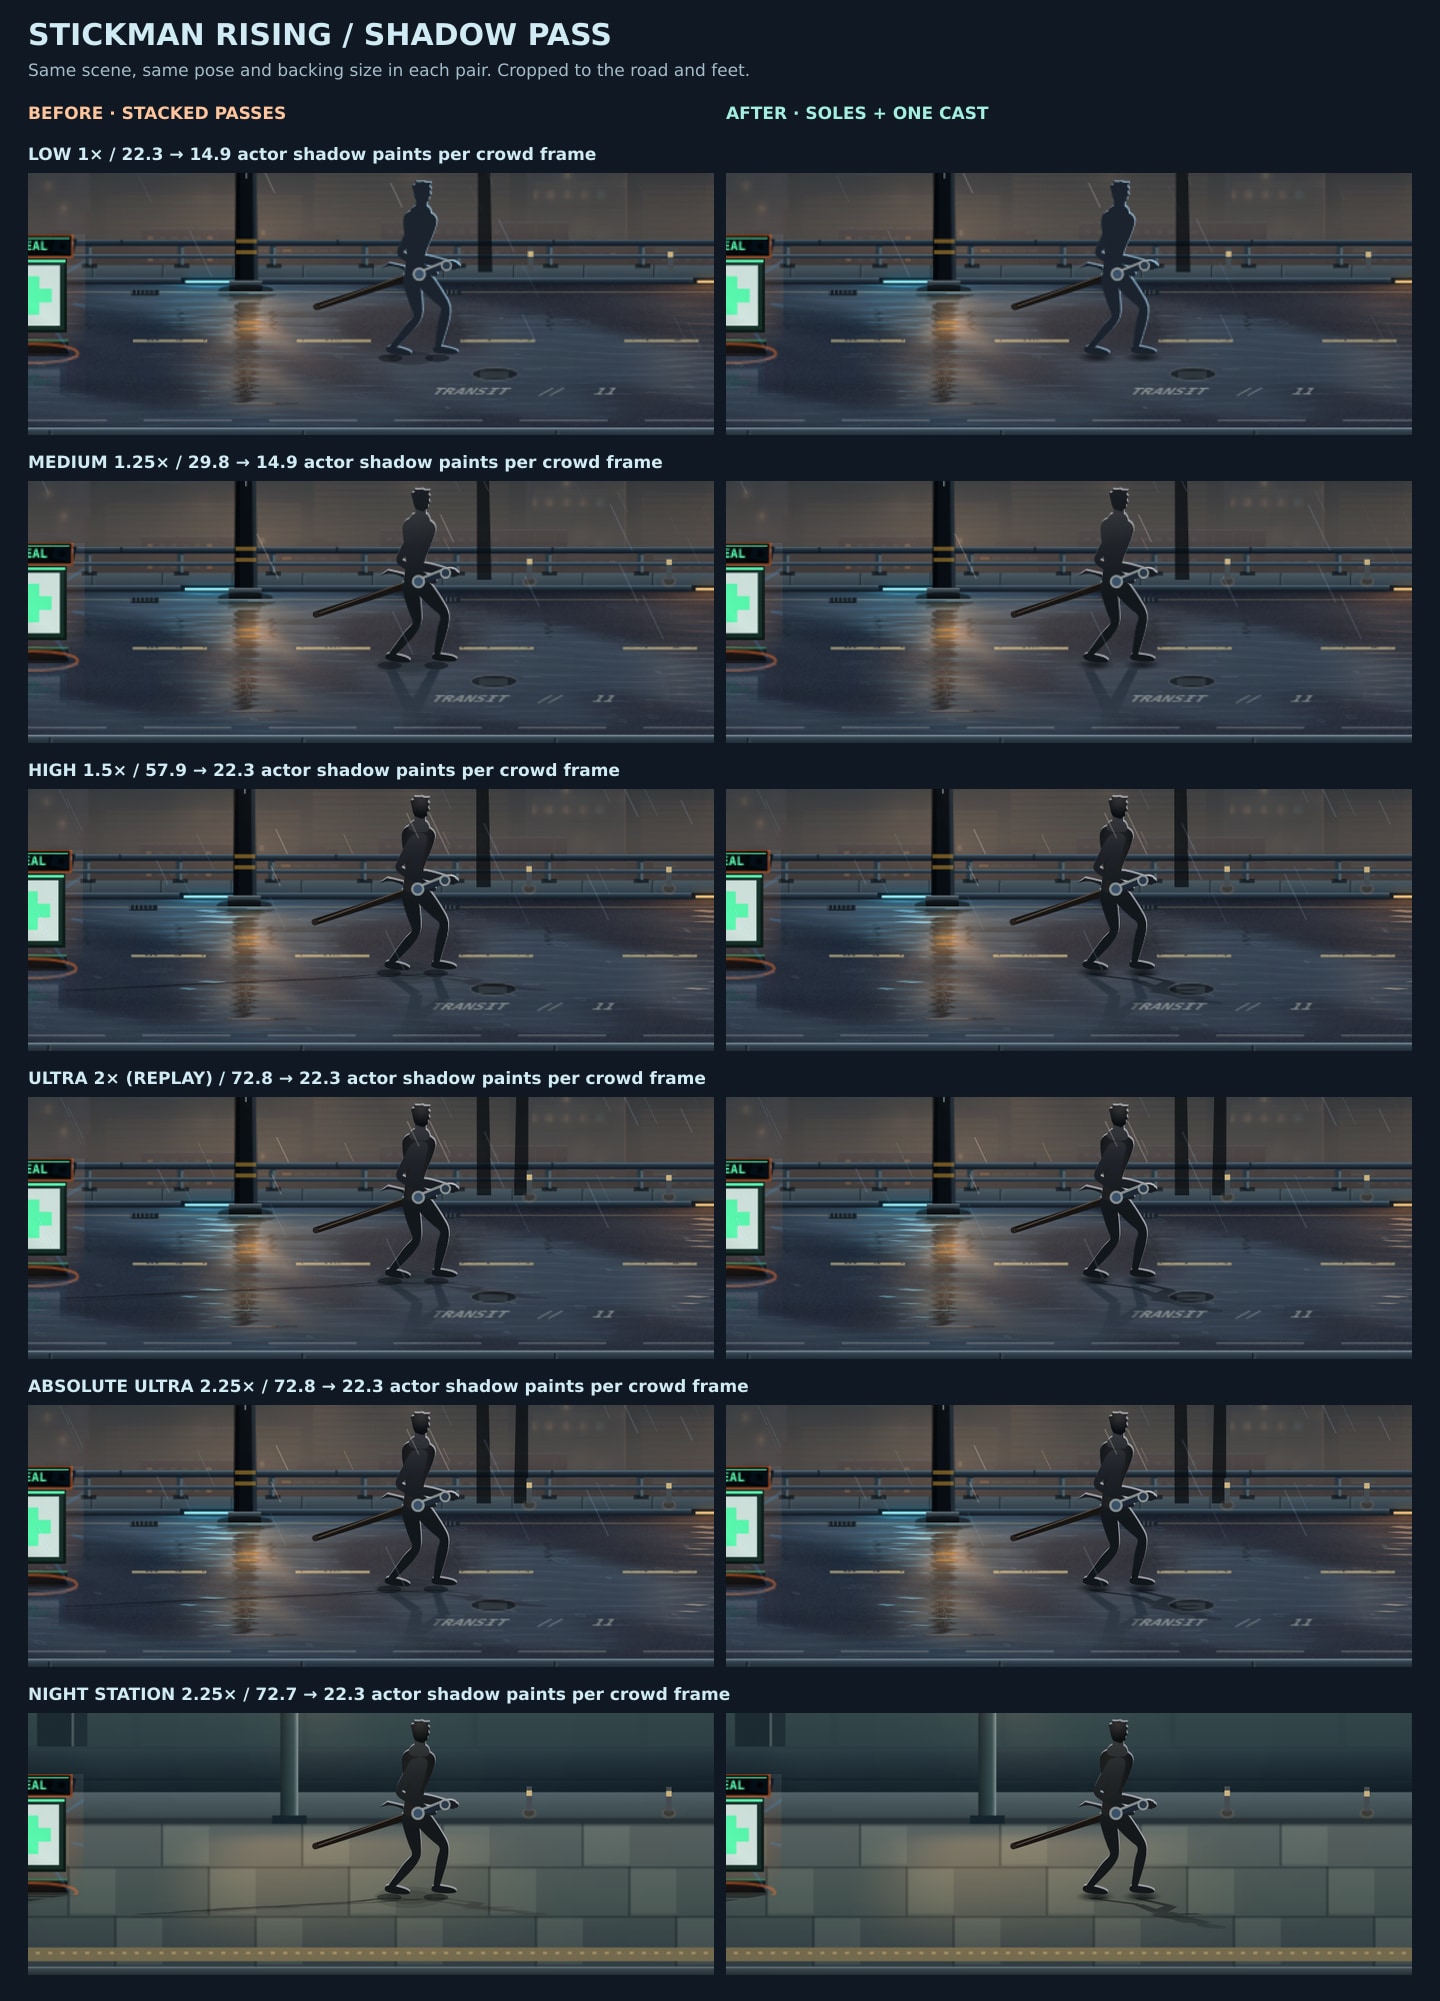 STICKMAN RISING / SHADOW PASS
Same scene, same pose and backing size in each pair. Cropped to the road and feet.
BEFORE · STACKED PASSES
AFTER · SOLES + ONE CAST
LOW 1× / 22.3 → 14.9 actor shadow paints per crowd frame
EAL
TRANSIT // 11
EAL
TRANSIT // 11
MEDIUM 1.25× / 29.8 → 14.9 actor shadow paints per crowd frame
EAL
TRANSIT // 11
EAL
TRANSIT // 11
HIGH 1.5× / 57.9 → 22.3 actor shadow paints per crowd frame
EAL
TRANSIT // 11
EAL
TRANSIT // 11
ULTRA 2× (REPLAY) / 72.8 → 22.3 actor shadow paints per crowd frame
EAL
TRANSIT // 11
EAL
TRANSIT // 11
ABSOLUTE ULTRA 2.25× / 72.8 → 22.3 actor shadow paints per crowd frame
EAL
TRANSIT // 11
EAL
TRANSIT // 11
NIGHT STATION 2.25× / 72.7 → 22.3 actor shadow paints per crowd frame
EAL
EAL